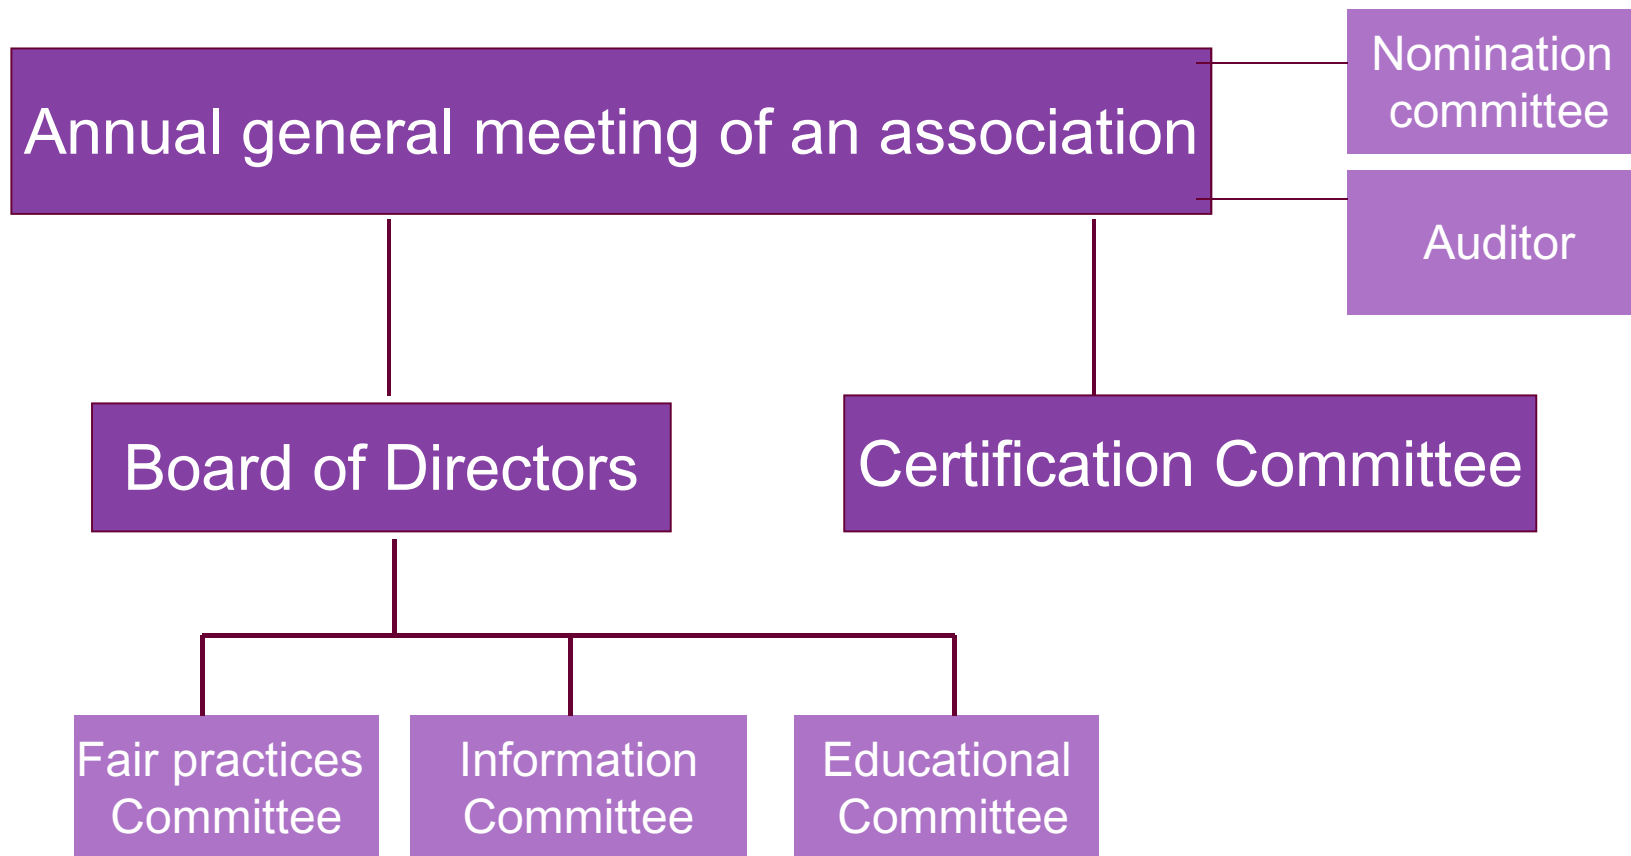 Nomination
committee
Annual general meeting of an association
Auditor
Board of Directors
Certification Committee
Fair practices
Committee
Information
Committee
Educational
Committee